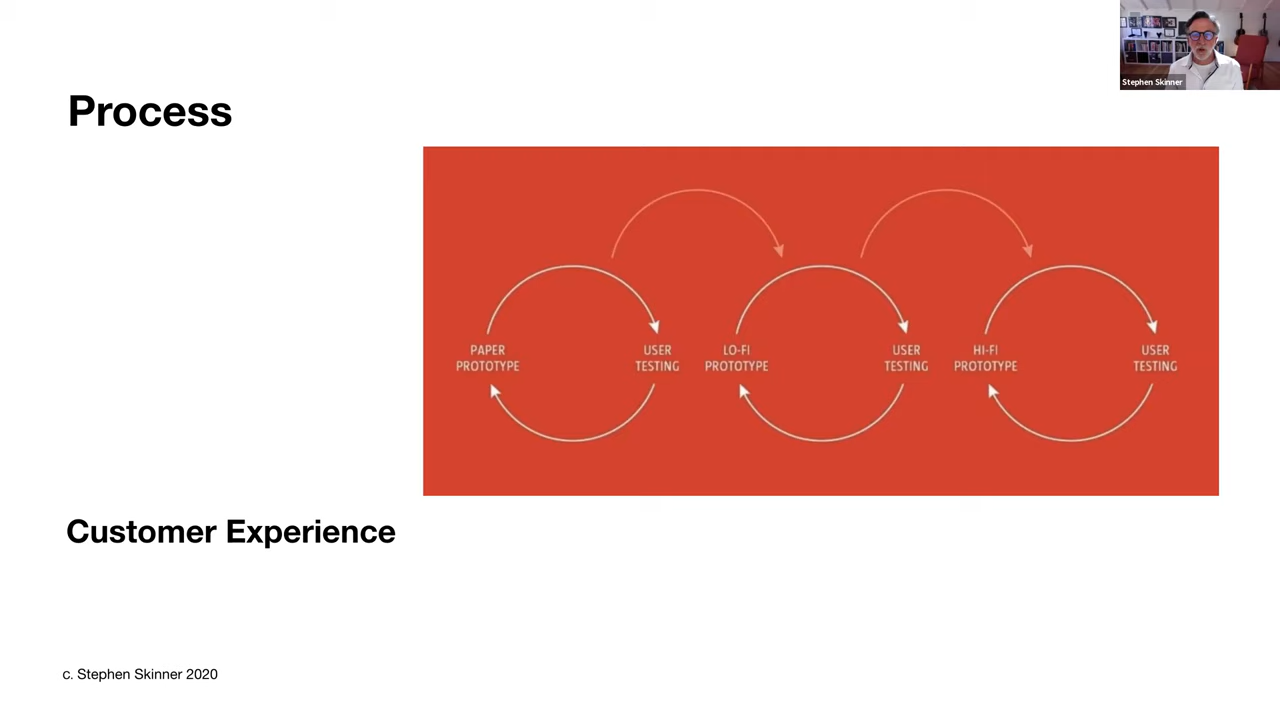 Stephen Skinner
Process
PAPER
PROTOTYPE
USER
TESTING
LO-FI
PROTOTYPE
USER
TESTING
HI-FI
PROTOTYPE
USER
TESTING
Customer Experience
c. Stephen Skinner 2020